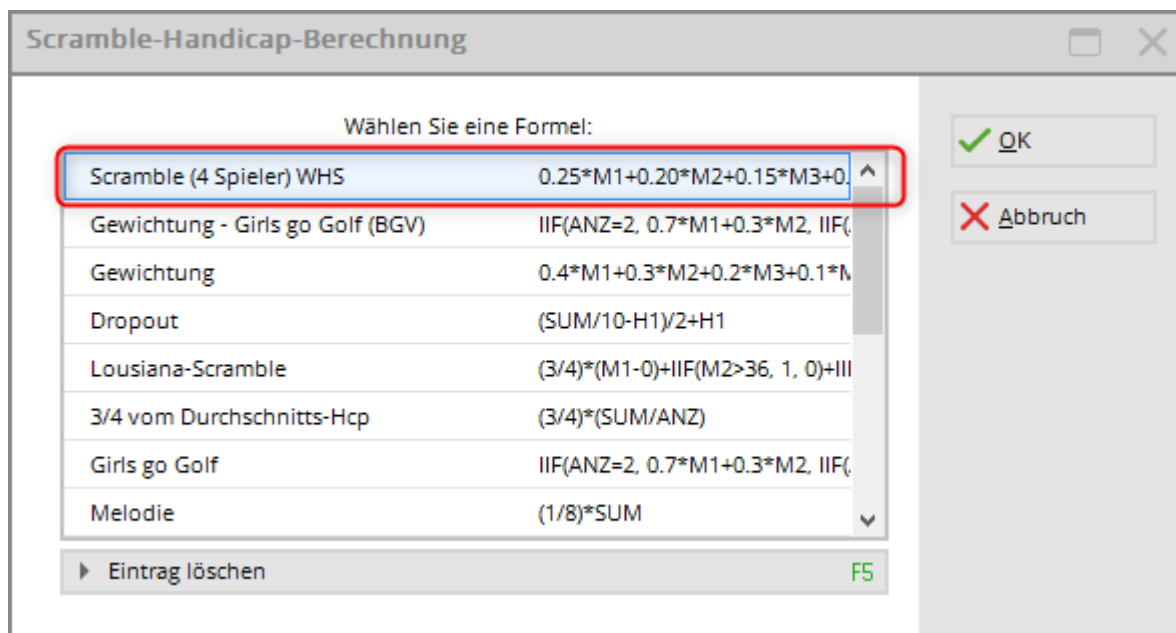 Scramble-Handicap-Berechnung
Wählen Sie eine Formel:
Scramble (4 Spieler) WHS 0.25*M1+0.20*M2+0.15*M3+0.
Gewichtung - Girls go Golf (BGV) IIF(ANZ=2, 0.7*M1+0.3*M2, IIF(
Gewichtung 0.4*M1+0.3*M2+0.2*M3+0.1*M
Dropout (SUM/10-H1)/2+H1
Lousiana-Scramble (3/4)*(M1-0)+IIF(M2>36, 1, 0)+III
3/4 vom Durchschnitts-Hcp (3/4)*(SUM/ANZ)
Girls go Golf IIF(ANZ=2, 0.7*M1+0.3*M2, IIF(
Melodie (1/8)*SUM
Eintrag löschen F5
OK
Abbruch